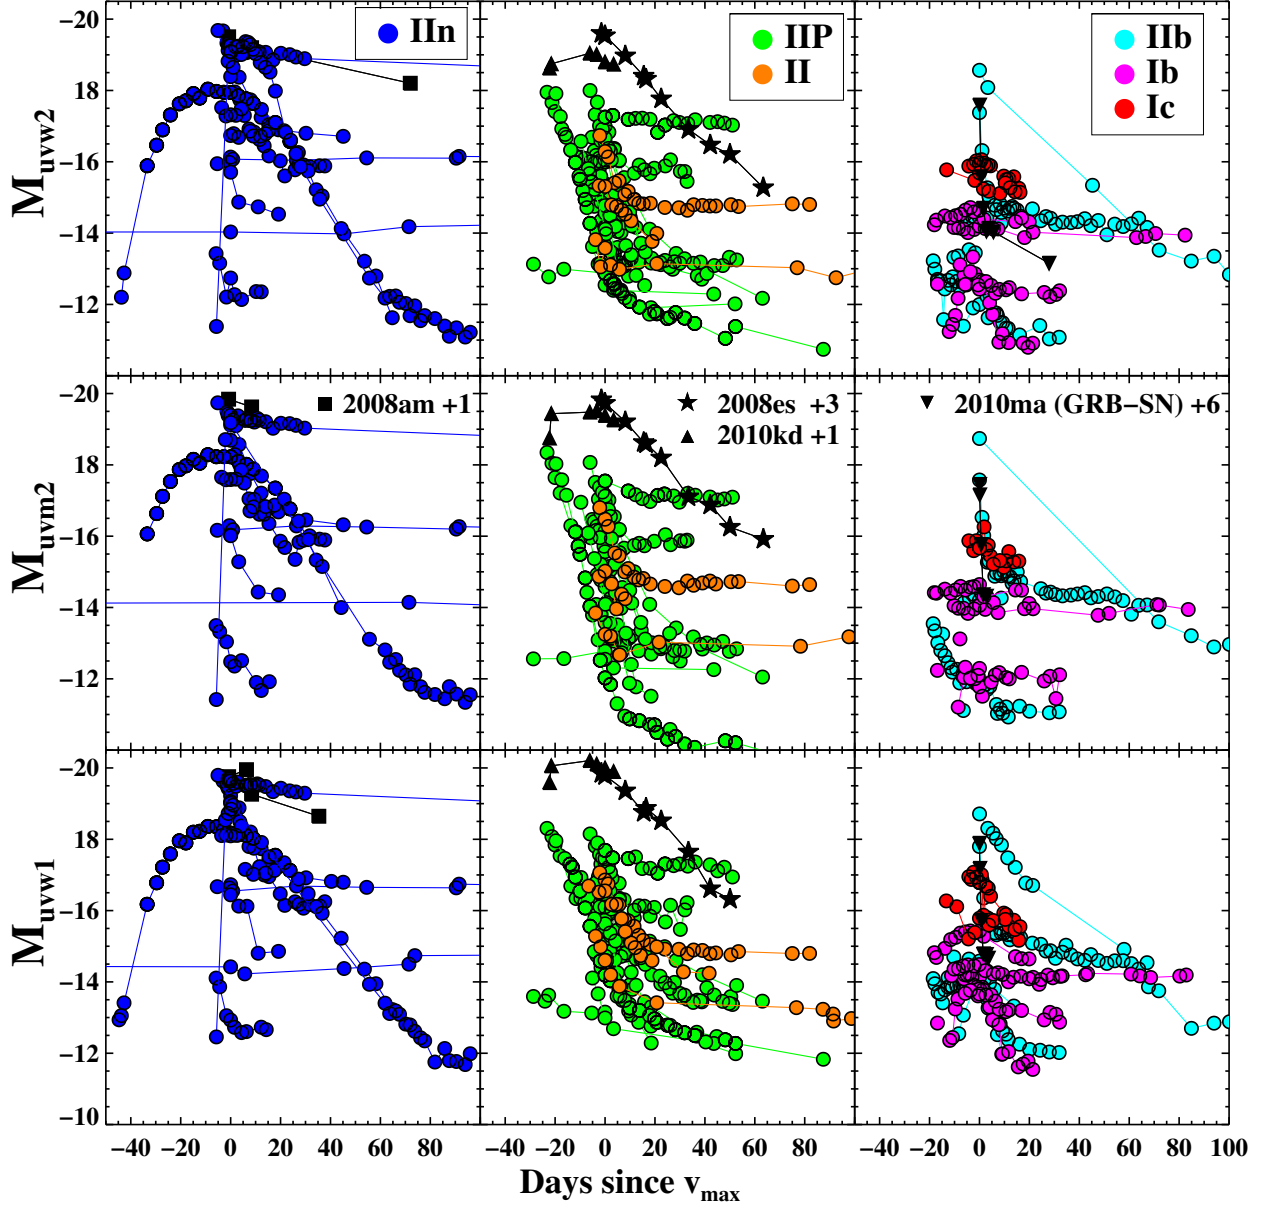 IIn
IIP
II
IIb
Ib
Ic
M_uvw2
-20
18
-16
-14
-12
2008am +1
2008es +3
2010kd +1
2010ma (GRB-SN) +6
M_uvm2
-20
18
-16
-14
-12
M_uvw1
-20
18
-16
-14
-12
-10
-40 -20 0 20 40 60 80
-40 -20 0 20 40 60 80
-40 -20 0 20 40 60 80 100
Days since v_max